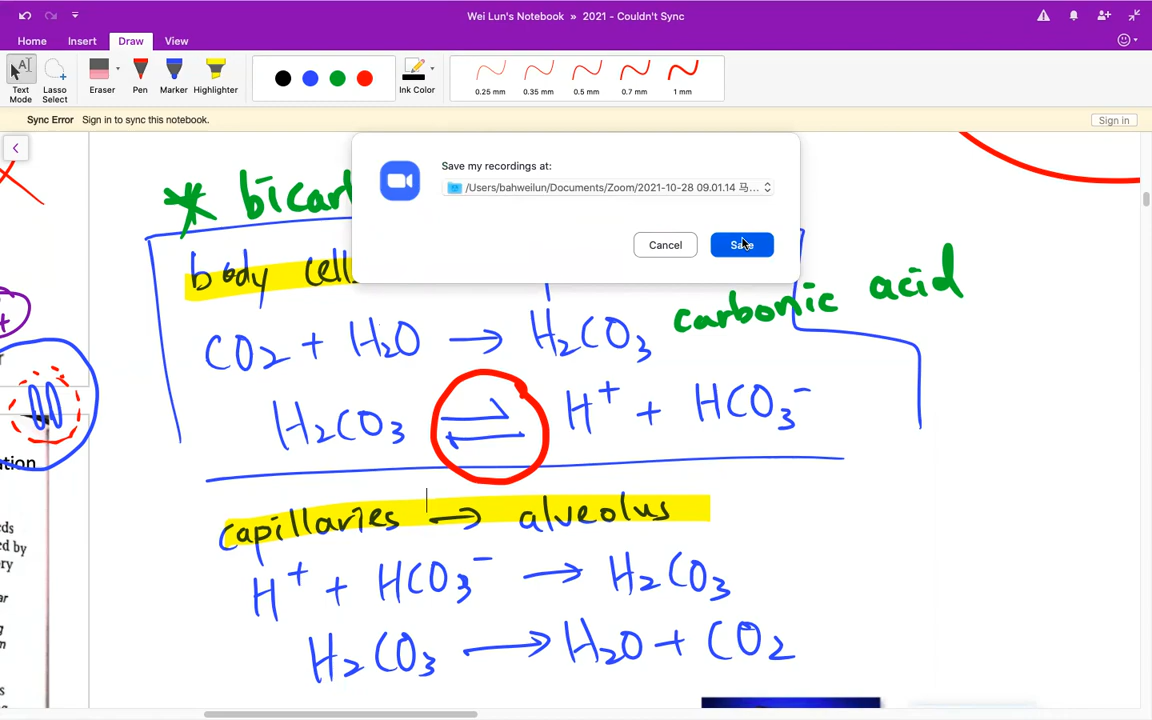 Wei Lun's Notebook » 2021 - Couldn't Sync
Home Insert Draw View
Text Mode
Lasso Select
Eraser
Pen
Marker
Highlighter
Ink Color
0.25 mm 0.35 mm 0.5 mm 0.7 mm 1 mm
Sync Error Sign in to sync this notebook.
Sign in
Save my recordings at:
/Users/bahweilun/Documents/Zoom/2021-10-28 09.01.14 马...
Cancel
* bicar
body cell
carbonic acid
CO₂ + H₂O → H₂CO₃
H₂CO₃ ⇌ H⁺ + HCO₃⁻
capillaries → alveolus
H⁺ + HCO₃⁻ → H₂CO₃
H₂CO₃ → H₂O + CO₂